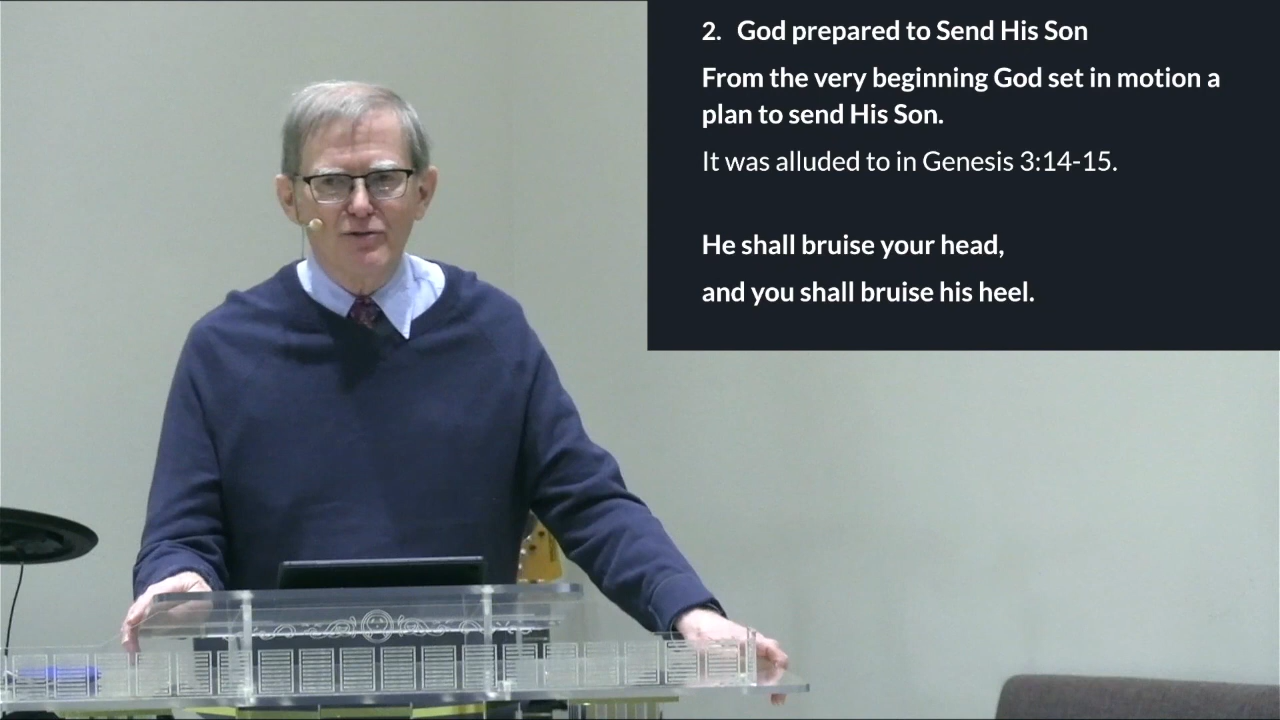 2. God prepared to Send His Son
From the very beginning God set in motion a
plan to send His Son.
It was alluded to in Genesis 3:14-15.
He shall bruise your head,
and you shall bruise his heel.